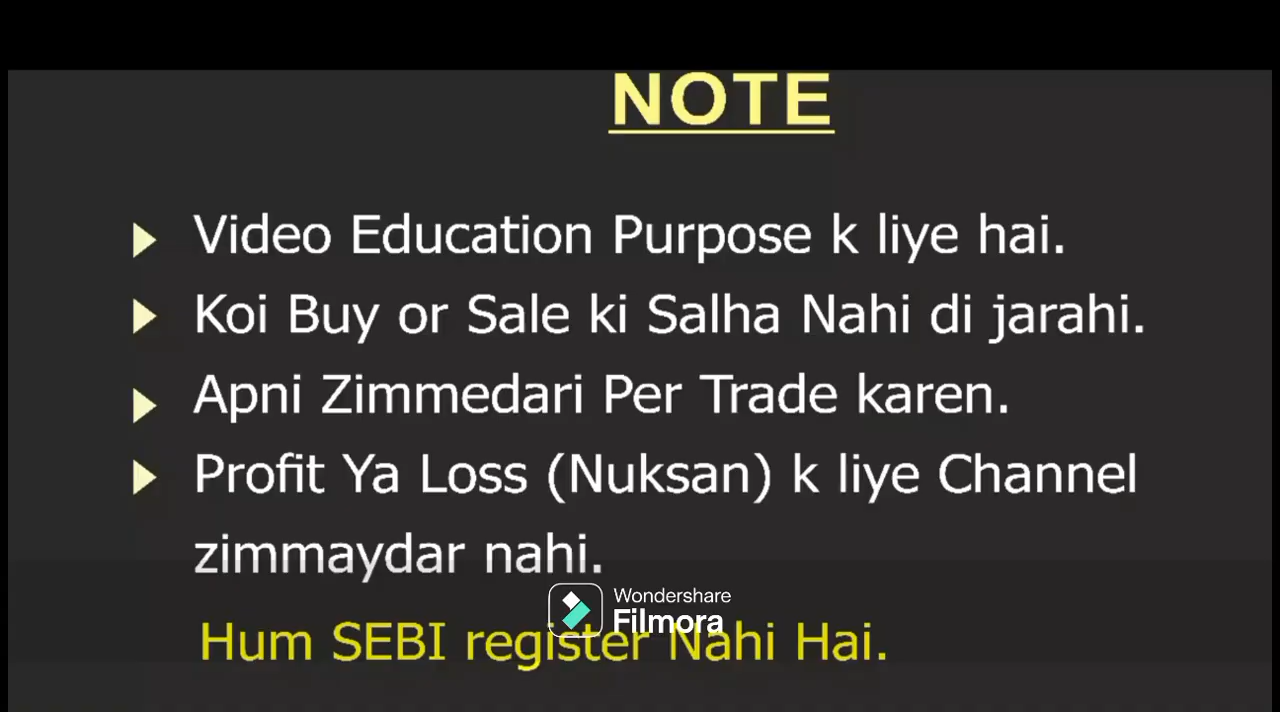 NOTE
Video Education Purpose k liye hai.
Koi Buy or Sale ki Salha Nahi di jarahi.
Apni Zimmedari Per Trade karen.
Profit Ya Loss (Nuksan) k liye Channel
zimmaydar nahi.
Wondershare
Filmora
Hum SEBI register Nahi Hai.